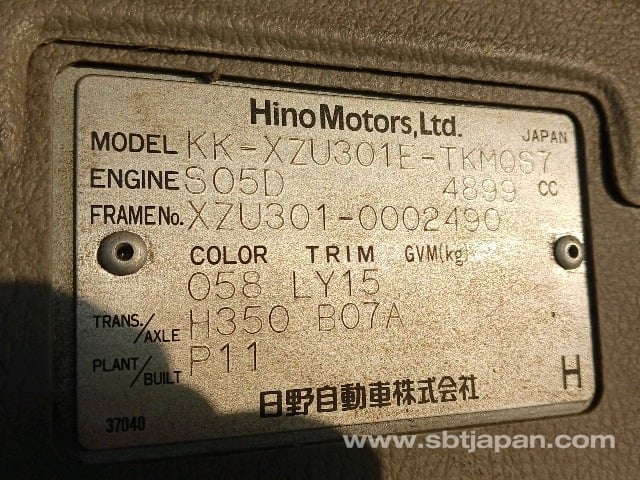 Hino Motors, Ltd.
JAPAN
MODEL KK-XZU301E-TKMQS7
ENGINE S05D 4899 CC
FRAME No. XZU301-0002490
COLOR TRIM GVM(kg)
058 LY15
TRANS./AXLE H350 B07A
PLANT/BUILT P11
H
日野自動車株式会社
37040
www.sbtjapan.com